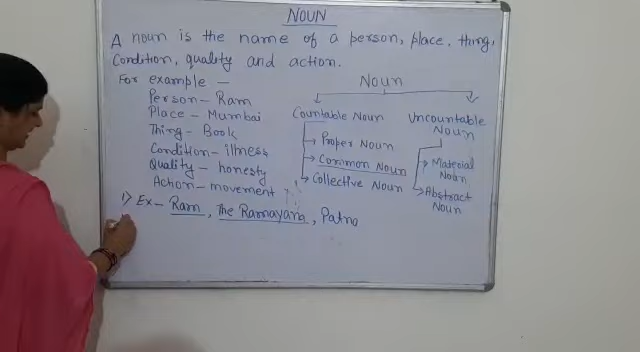 NOUN
A noun is the name of a person, place, thing,
Condition, quality and action.
For example —
Person — Ram
Place — Mumbai
Thing — Book
Condition — illness
Quality — honesty
Action — movement
Noun
Countable Noun
Proper Noun
Common Noun
Collective Noun
Uncountable
Noun
Material
Noun
Abstract
Noun
1) Ex — Ram, The Ramayana, Patna